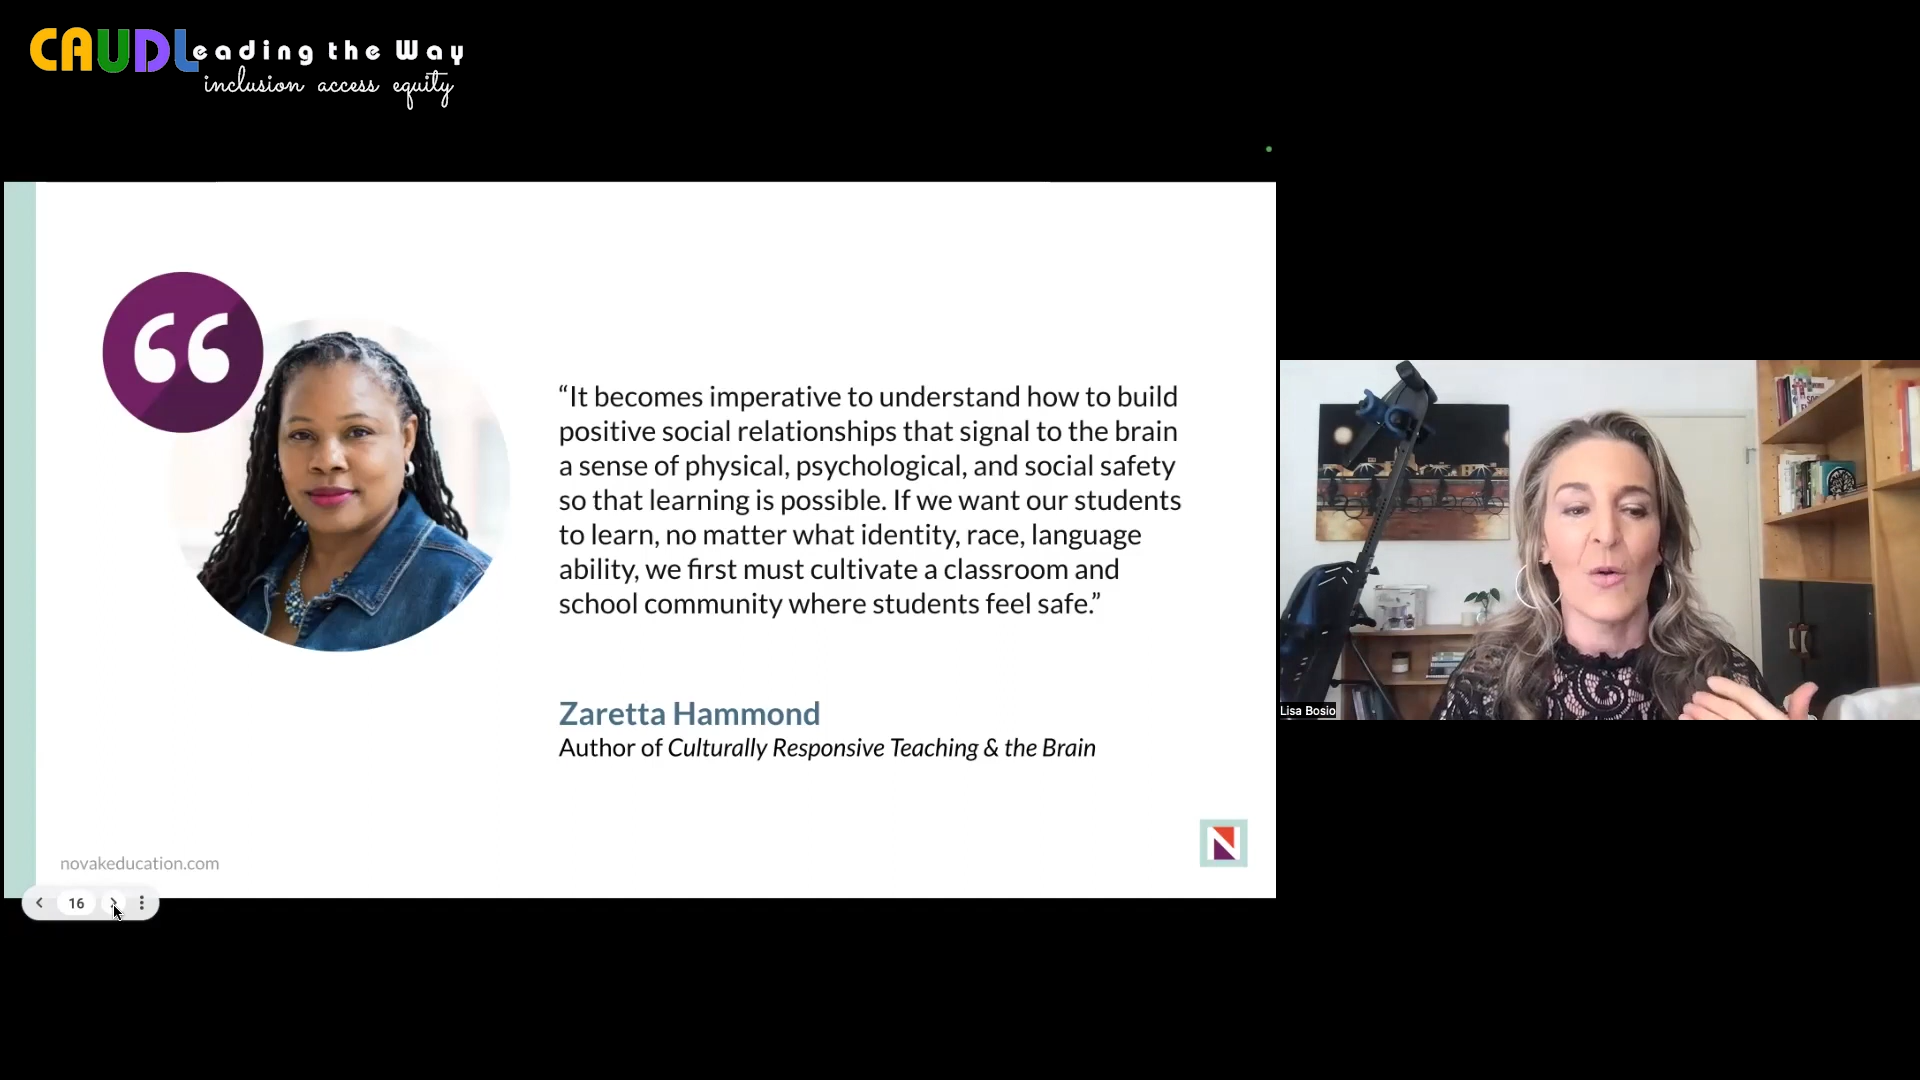 CAUDLeading the Way
inclusion access equity
“It becomes imperative to understand how to build
positive social relationships that signal to the brain
a sense of physical, psychological, and social safety
so that learning is possible. If we want our students
to learn, no matter what identity, race, language
ability, we first must cultivate a classroom and
school community where students feel safe.”
Zaretta Hammond
Author of Culturally Responsive Teaching & the Brain
novakeducation.com
N
16
Lisa Bosio